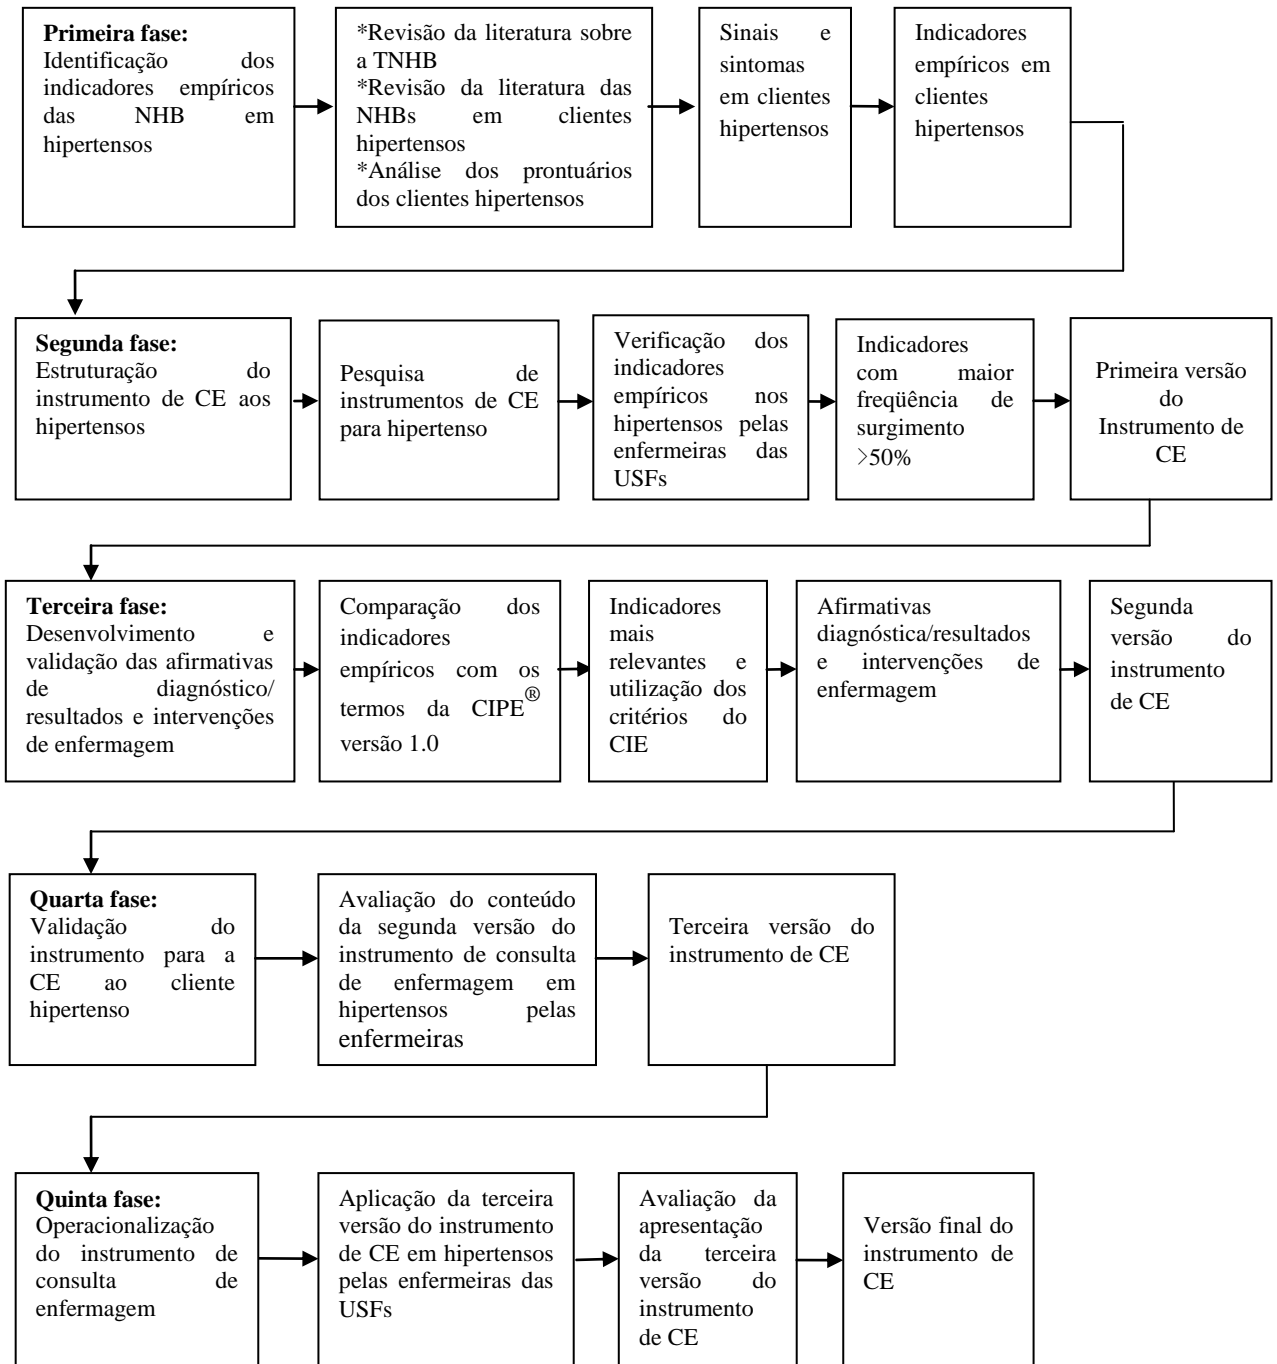 Primeira fase:
Identificação dos
indicadores empíricos
das NHB em
hipertensos
*Revisão da literatura sobre
a TNHB
*Revisão da literatura das
NHBs em clientes
hipertensos
*Análise dos prontuários
dos clientes hipertensos
Sinais e
sintomas
em clientes
hipertensos
Indicadores
empíricos em
clientes
hipertensos
Segunda fase:
Estruturação do
instrumento de CE aos
hipertensos
Pesquisa de
instrumentos de CE
para hipertenso
Verificação dos
indicadores
empíricos nos
hipertensos pelas
enfermeiras das
USFs
Indicadores
com maior
freqüência de
surgimento
>50%
Primeira versão
do
Instrumento de
CE
Terceira fase:
Desenvolvimento e
validação das afirmativas
de diagnóstico/
resultados e intervenções
de enfermagem
Comparação dos
indicadores
empíricos com os
termos da CIPE®
versão 1.0
Indicadores
mais
relevantes e
utilização dos
critérios do
CIE
Afirmativas
diagnóstica/resultados
e intervenções de
enfermagem
Segunda
versão do
instrumento
de CE
Quarta fase:
Validação do
instrumento para a
CE ao cliente
hipertenso
Avaliação do conteúdo
da segunda versão do
instrumento de consulta
de enfermagem em
hipertensos pelas
enfermeiras
Terceira versão do
instrumento de CE
Quinta fase:
Operacionalização
do instrumento de
consulta de
enfermagem
Aplicação da terceira
versão do instrumento
de CE em hipertensos
pelas enfermeiras das
USFs
Avaliação da
apresentação
da terceira
versão do
instrumento
de CE
Versão final do
instrumento de
CE